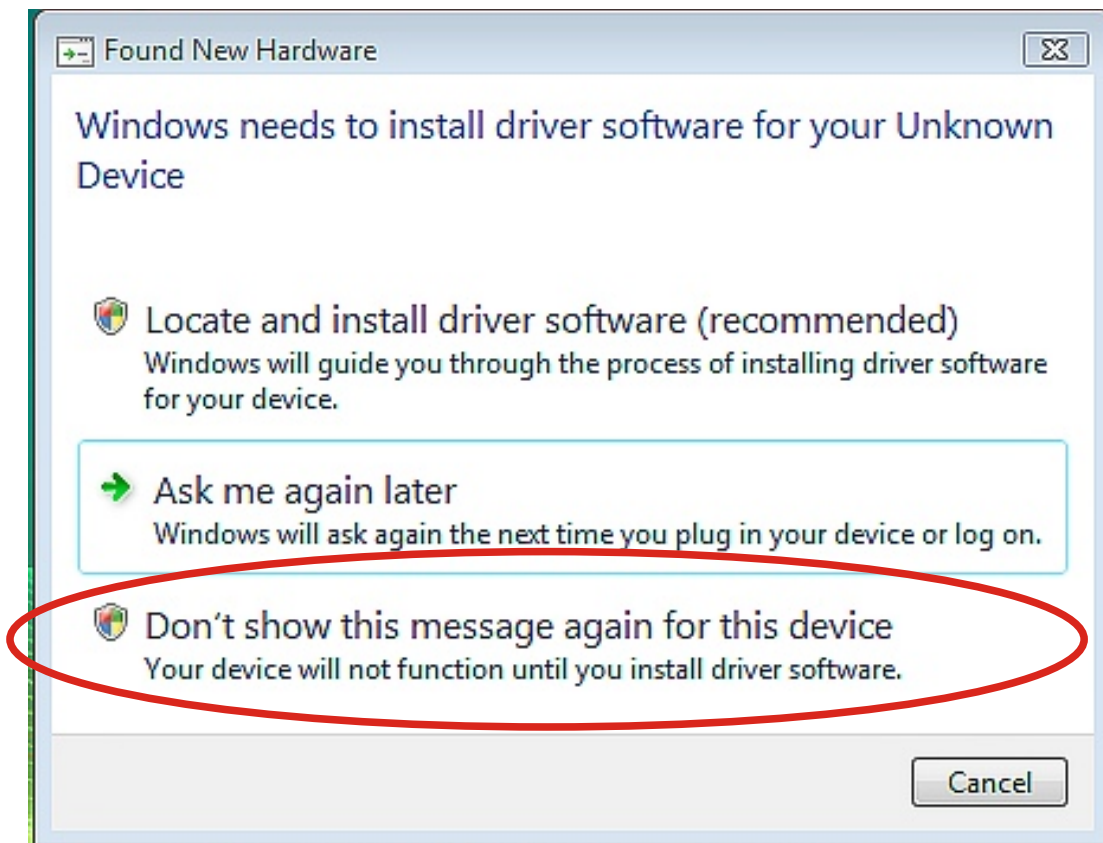 Found New Hardware
Windows needs to install driver software for your Unknown
Device
Locate and install driver software (recommended)
Windows will guide you through the process of installing driver software
for your device.
Ask me again later
Windows will ask again the next time you plug in your device or log on.
Don't show this message again for this device
Your device will not function until you install driver software.
Cancel